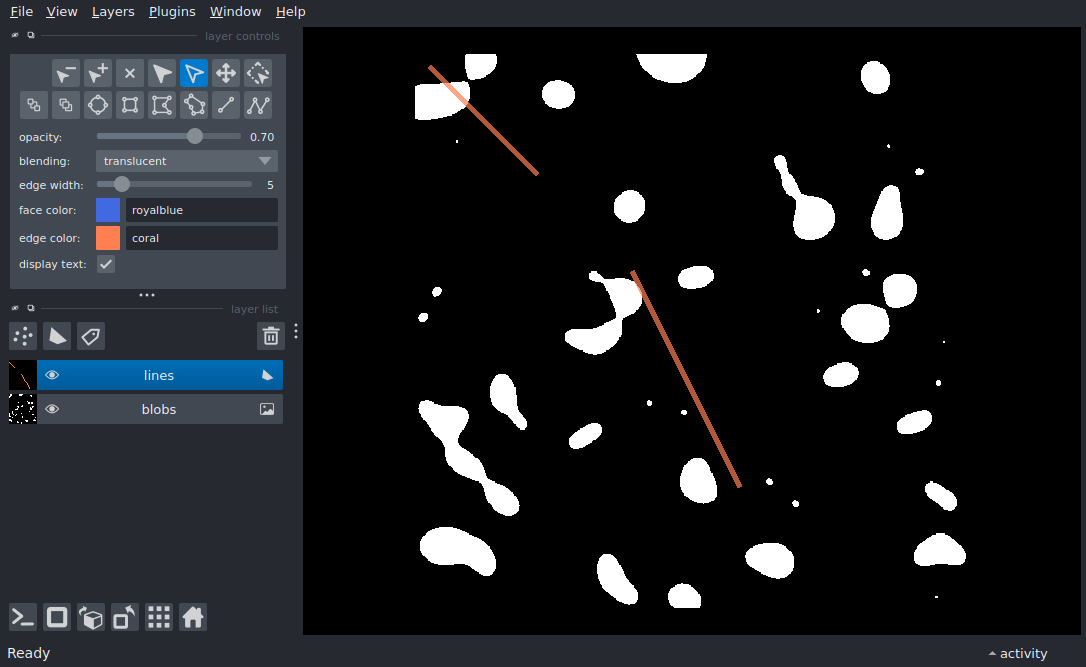 File View Layers Plugins Window Help
layer controls
opacity: 0.70
blending: translucent
edge width: 5
face color: royalblue
edge color: coral
display text:
layer list
lines
blobs
Ready
activity